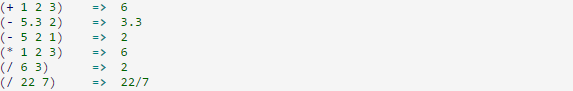 (+ 1 2 3)    =>  6
(- 5.3 2)    =>  3.3
(- 5 2 1)    =>  2
(* 1 2 3)    =>  6
(/ 6 3)      =>  2
(/ 22 7)     =>  22/7